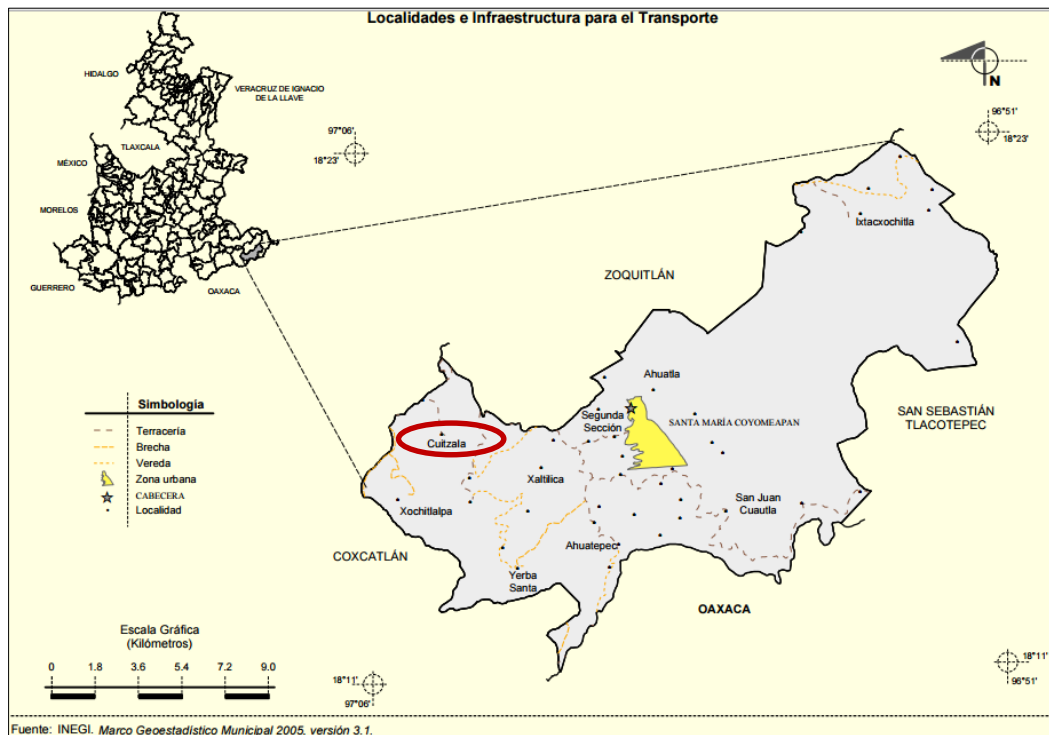 Localidades e Infraestructura para el Transporte
HIDALGO
VERACRUZ DE IGNACIO
DE LA LLAVE
TLAXCALA
MÉXICO
MORELOS
GUERRERO
OAXACA
97°06'
18°23'
N
96°51'
18°23'
Ixtacxochitla
ZOQUITLÁN
Ahuatla
SAN SEBASTIÁN
TLACOTEPEC
Segunda
Sección
SANTA MARÍA COYOMEAPAN
Cuitzala
Xaltilica
Xochitlalpa
San Juan
Cuautla
COXCATLÁN
Ahuatepec
Yerba
Santa
OAXACA
Simbología
Terracería
Brecha
Vereda
Zona urbana
CABECERA
Localidad
Escala Gráfica
(Kilómetros)
0 1.8 3.6 5.4 7.2 9.0
18°11'
97°06'
18°11'
96°51'
Fuente: INEGI. Marco Geoestadístico Municipal 2005, versión 3.1.